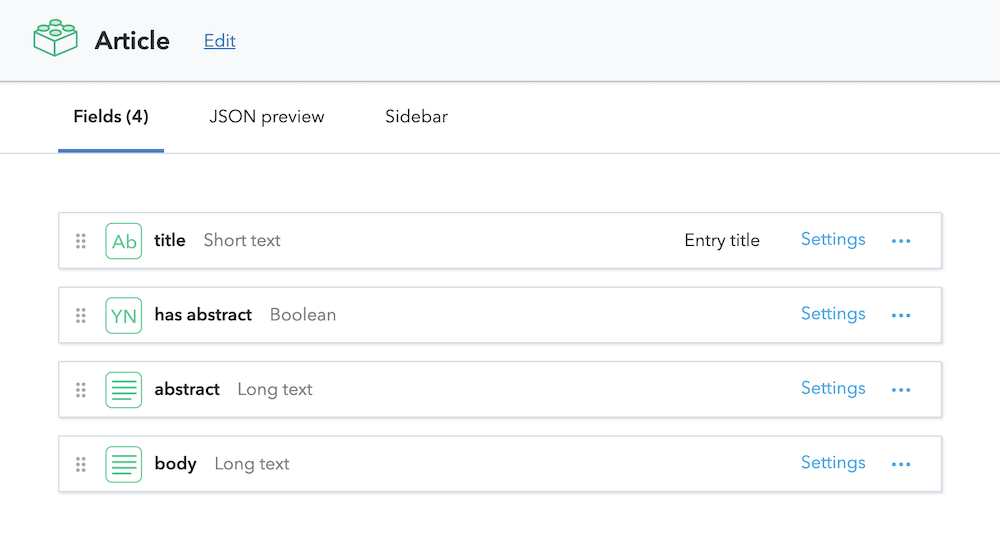 Article Edit
Fields (4) JSON preview Sidebar
Ab title Short text Entry title Settings
YN has abstract Boolean Settings
abstract Long text Settings
body Long text Settings